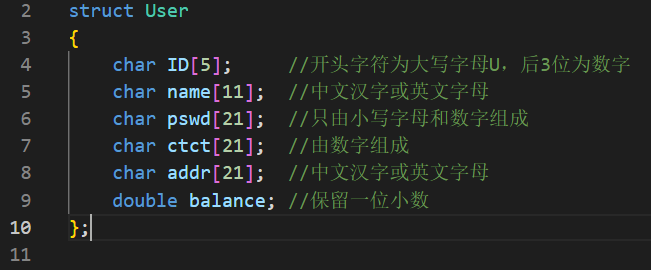 2 struct User
3 {
4 char ID[5]; //开头字符为大写字母U，后3位为数字
5 char name[11]; //中文汉字或英文字母
6 char pswd[21]; //只由小写字母和数字组成
7 char ctct[21]; //由数字组成
8 char addr[21]; //中文汉字或英文字母
9 double balance; //保留一位小数
10 };
11